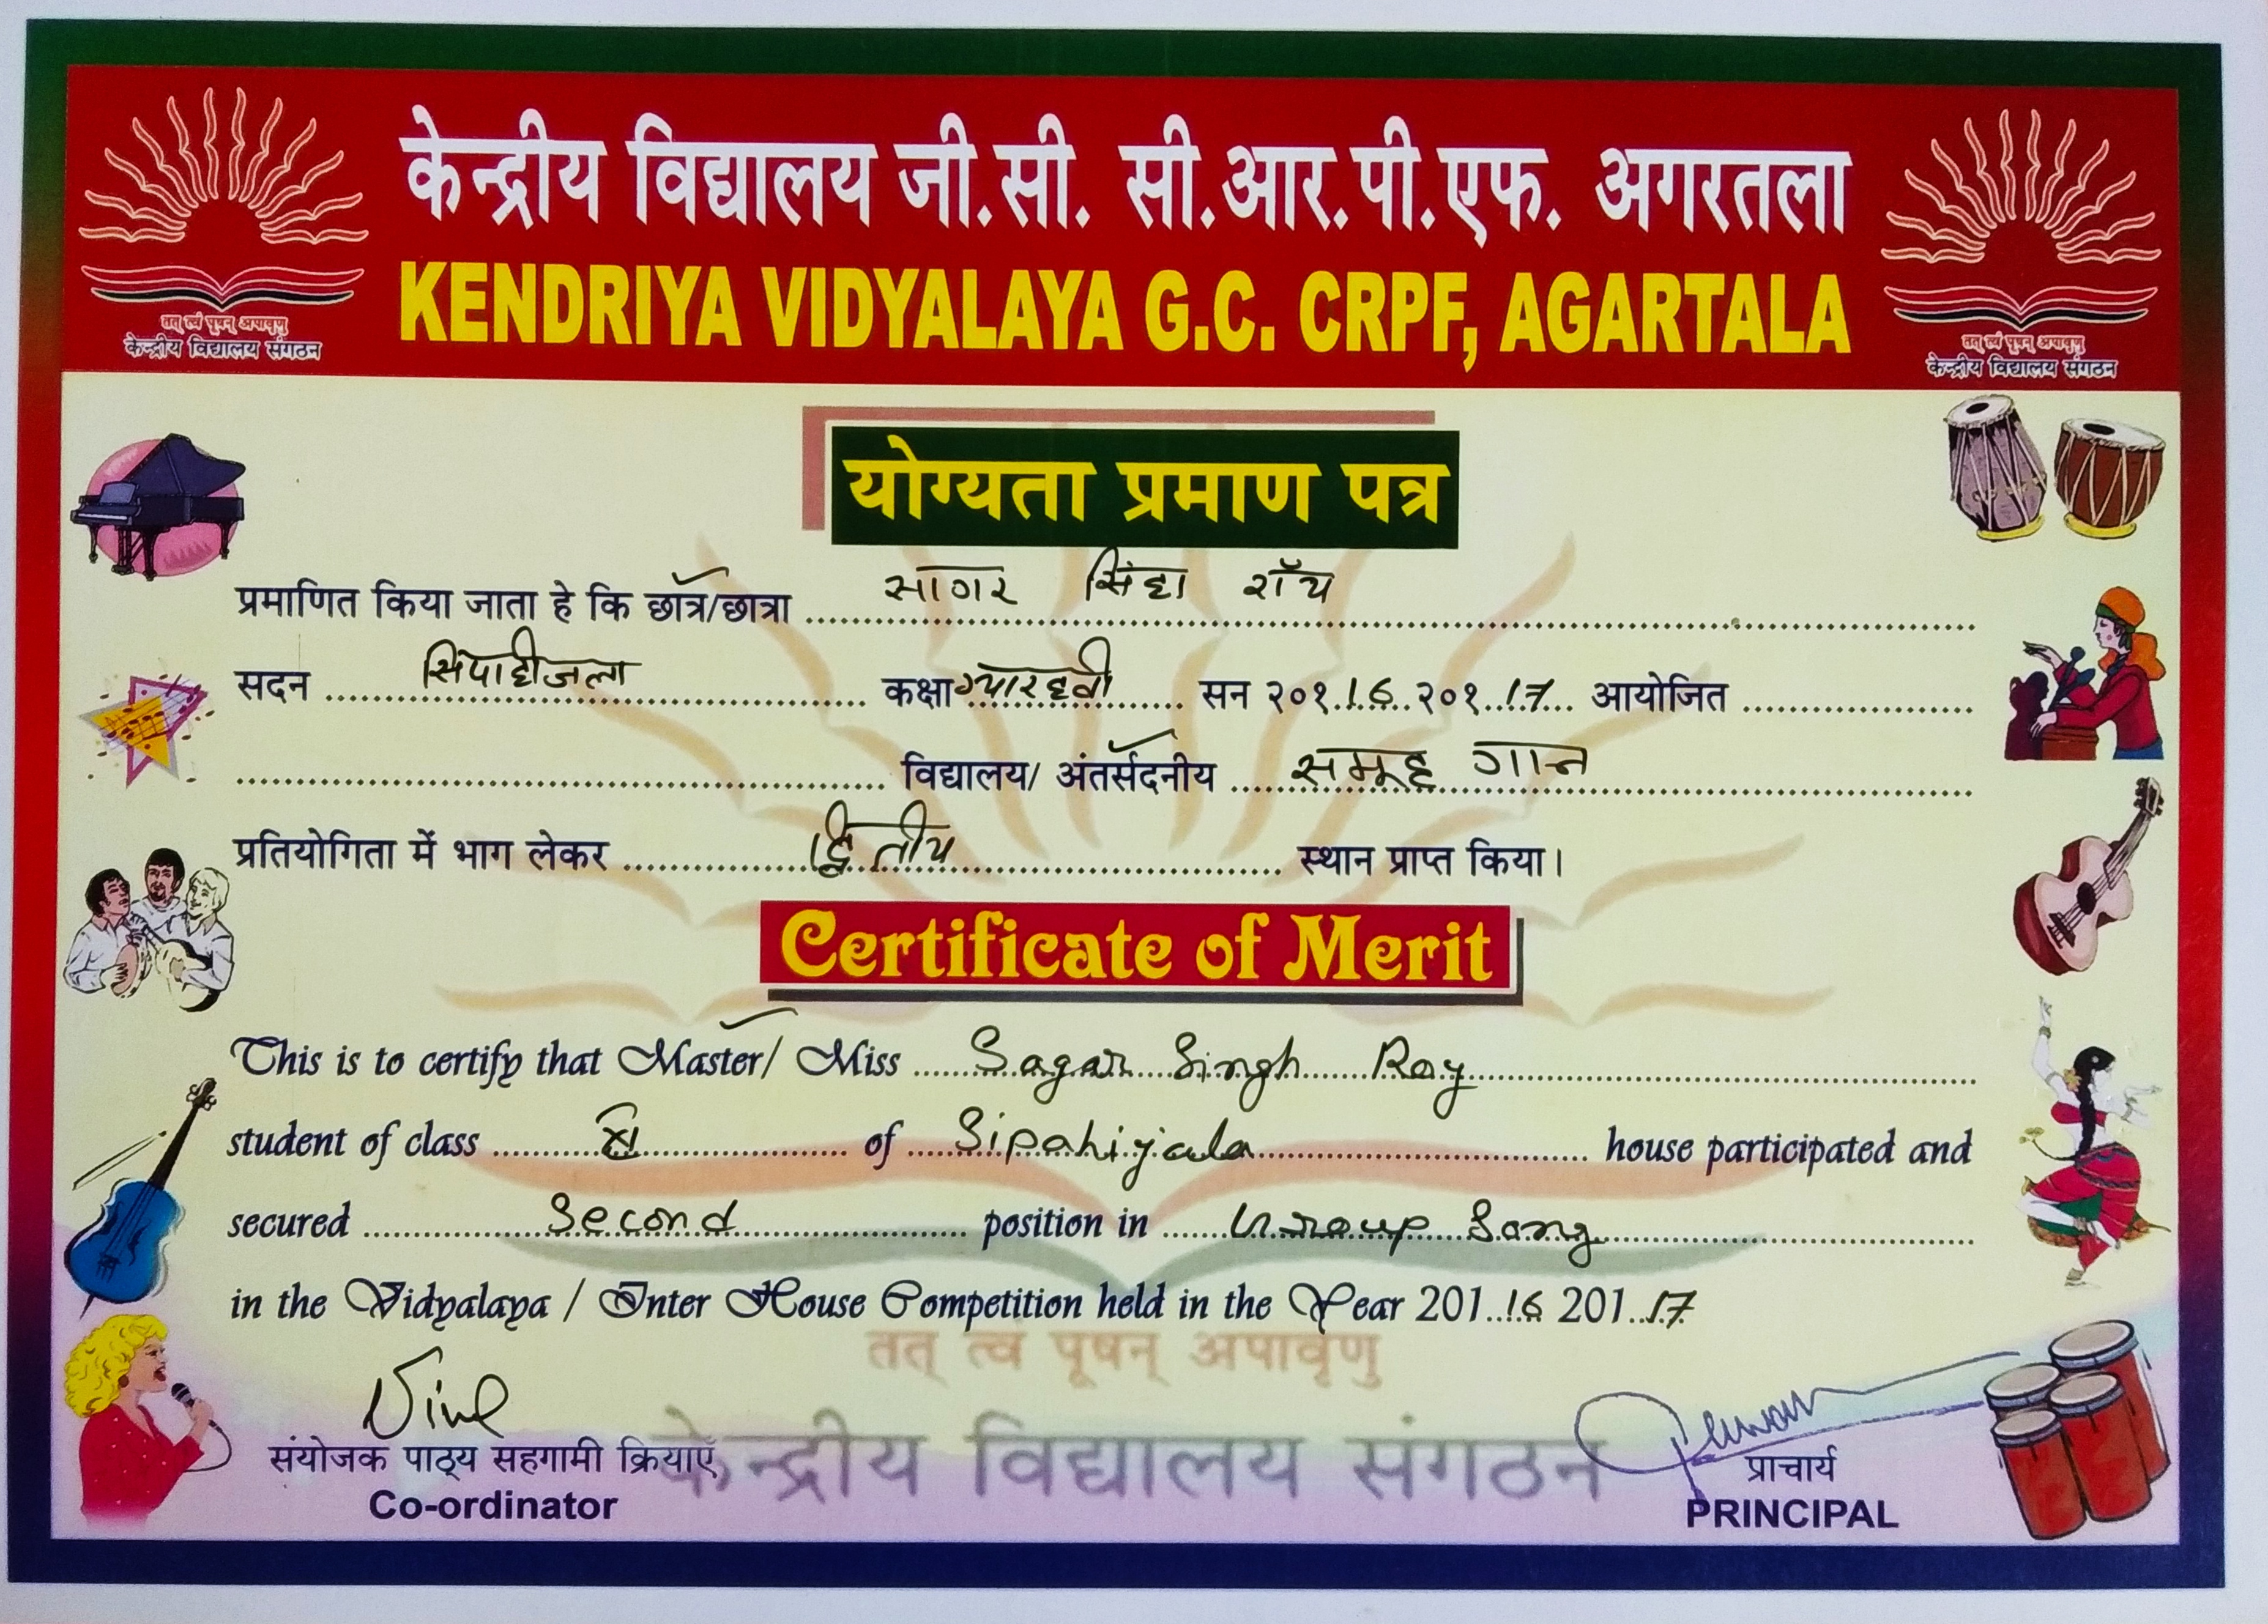 केन्द्रीय विद्यालय जी.सी. सी.आर.पी.एफ. अगरतला
KENDRIYA VIDYALAYA G.C. CRPF, AGARTALA
तत् त्वं पूषन् अपावृणु
केन्द्रीय विद्यालय संगठन
तत् त्वं पूषन् अपावृणु
केन्द्रीय विद्यालय संगठन
योग्यता प्रमाण पत्र
प्रमाणित किया जाता हे कि छात्र/छात्रा सागर सिंहा रॉय
सदन सिपाहीजला कक्षा ग्यारहवी सन २०१.16..२०१.17... आयोजित
विद्यालय/ अंतर्सदनीय समूह गान
प्रतियोगिता में भाग लेकर द्वितीय स्थान प्राप्त किया।
Certificate of Merit
This is to certify that Master/ Miss Sagar Singh Roy
student of class XI of Sipahijala house participated and
secured Second position in Group Song
in the Vidyalaya / Inter House Competition held in the Year 201..16 201..17
तत् त्वं पूषन् अपावृणु
केन्द्रीय विद्यालय संगठन
संयोजक पाठ्य सहगामी क्रियाएँ
Co-ordinator
प्राचार्य
PRINCIPAL